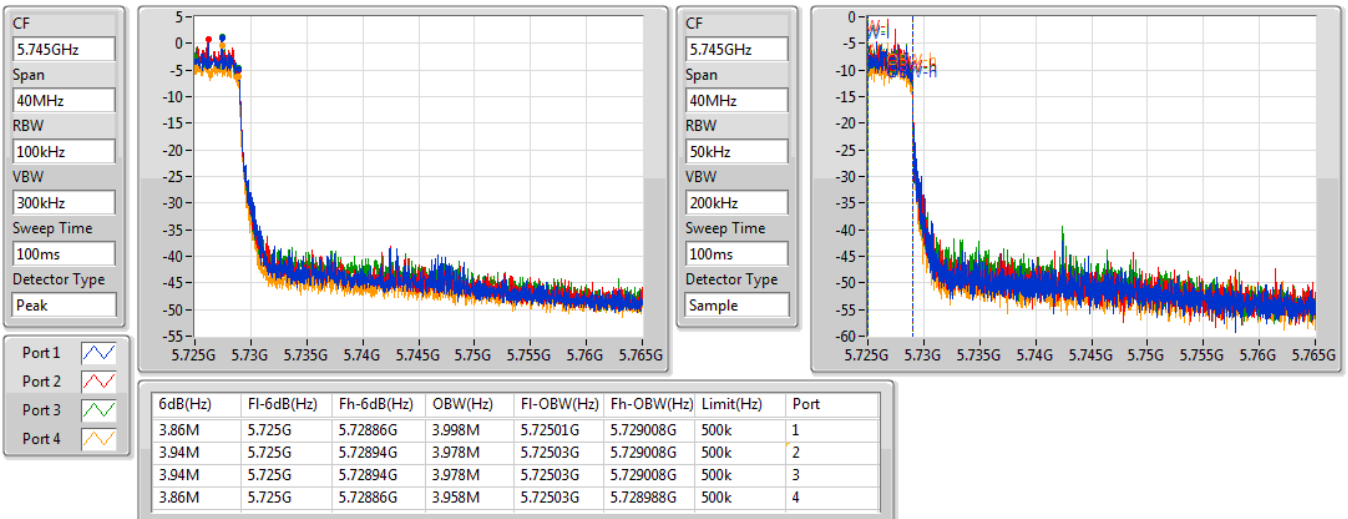 CF
5.745GHz
Span
40MHz
RBW
100kHz
VBW
300kHz
Sweep Time
100ms
Detector Type
Peak
5
0
-5
-10
-15
-20
-25
-30
-35
-40
-45
-50
-55
5.725G 5.73G 5.735G 5.74G 5.745G 5.75G 5.755G 5.76G 5.765G
CF
5.745GHz
Span
40MHz
RBW
50kHz
VBW
200kHz
Sweep Time
100ms
Detector Type
Sample
0
-5
-10
-15
-20
-25
-30
-35
-40
-45
-50
-55
-60
5.725G 5.73G 5.735G 5.74G 5.745G 5.75G 5.755G 5.76G 5.765G
Port 1
Port 2
Port 3
Port 4
6dB(Hz) Fl-6dB(Hz) Fh-6dB(Hz) OBW(Hz) Fl-OBW(Hz) Fh-OBW(Hz) Limit(Hz) Port
3.86M 5.725G 5.72886G 3.998M 5.72501G 5.729008G 500k 1
3.94M 5.725G 5.72894G 3.978M 5.72503G 5.729008G 500k 2
3.94M 5.725G 5.72894G 3.978M 5.72503G 5.729008G 500k 3
3.86M 5.725G 5.72886G 3.958M 5.72503G 5.728988G 500k 4